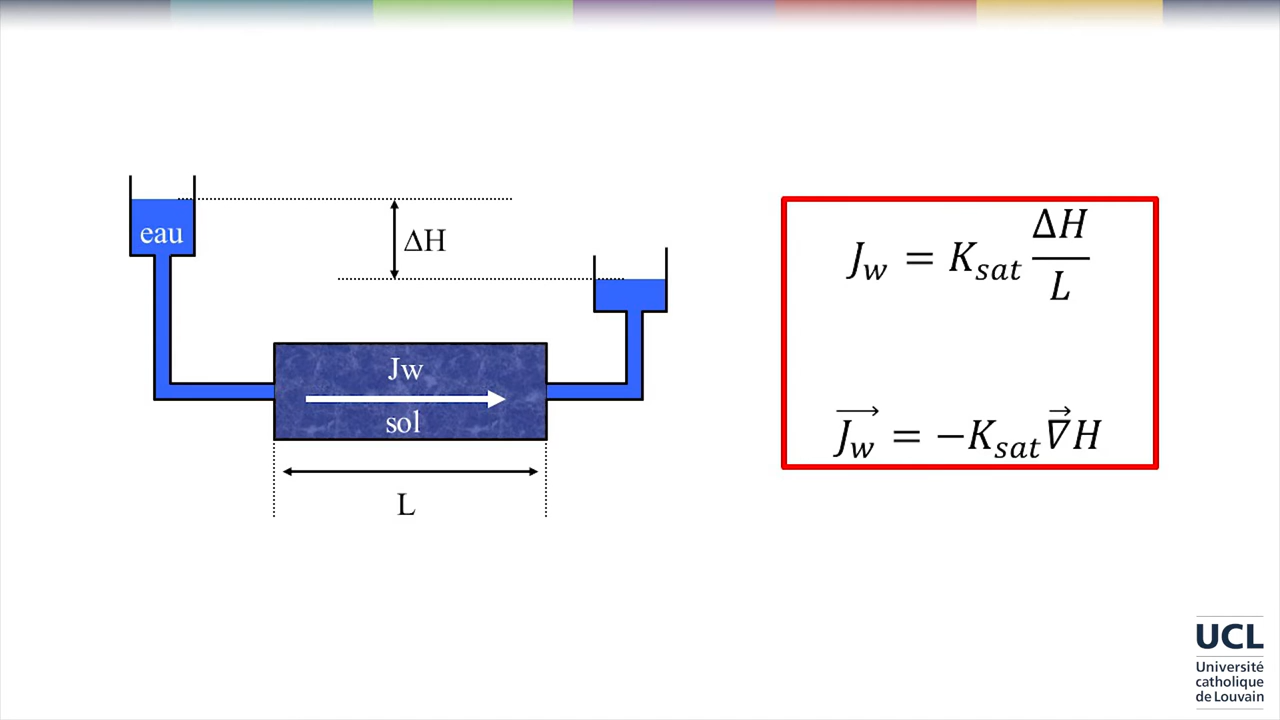 eau
ΔH
Jw
sol
L
J_w = K_sat ΔH/L
J_w⃗ = −K_sat ∇⃗H
UCL
Université
catholique
de Louvain